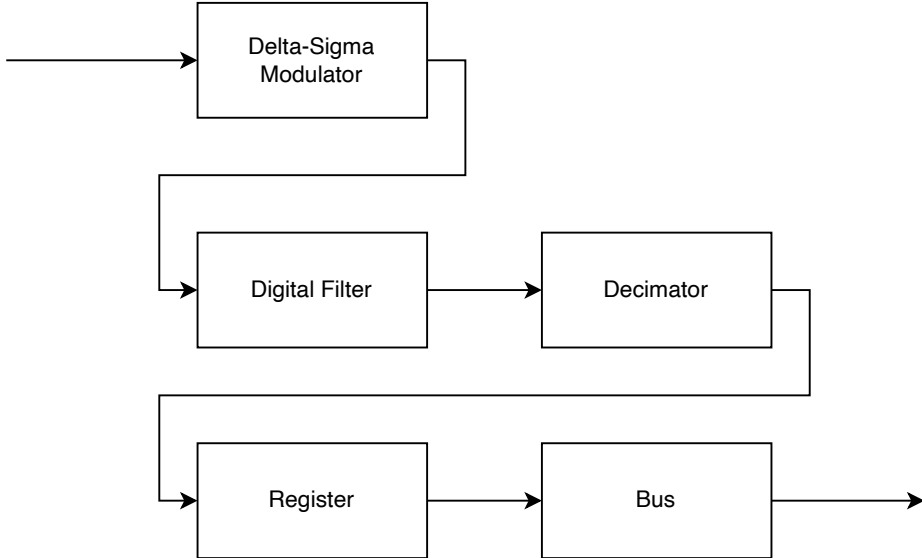 Delta-Sigma
Modulator
Digital Filter
Decimator
Register
Bus